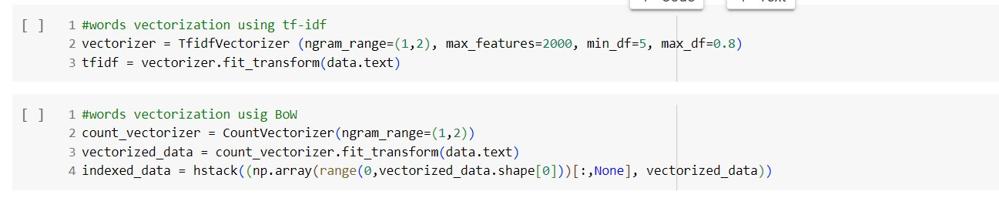 [ ] 1 #words vectorization using tf-idf
2 vectorizer = TfidfVectorizer (ngram_range=(1,2), max_features=2000, min_df=5, max_df=0.8)
3 tfidf = vectorizer.fit_transform(data.text)
[ ] 1 #words vectorization usig BoW
2 count_vectorizer = CountVectorizer(ngram_range=(1,2))
3 vectorized_data = count_vectorizer.fit_transform(data.text)
4 indexed_data = hstack((np.array(range(0,vectorized_data.shape[0]))[:,None], vectorized_data))